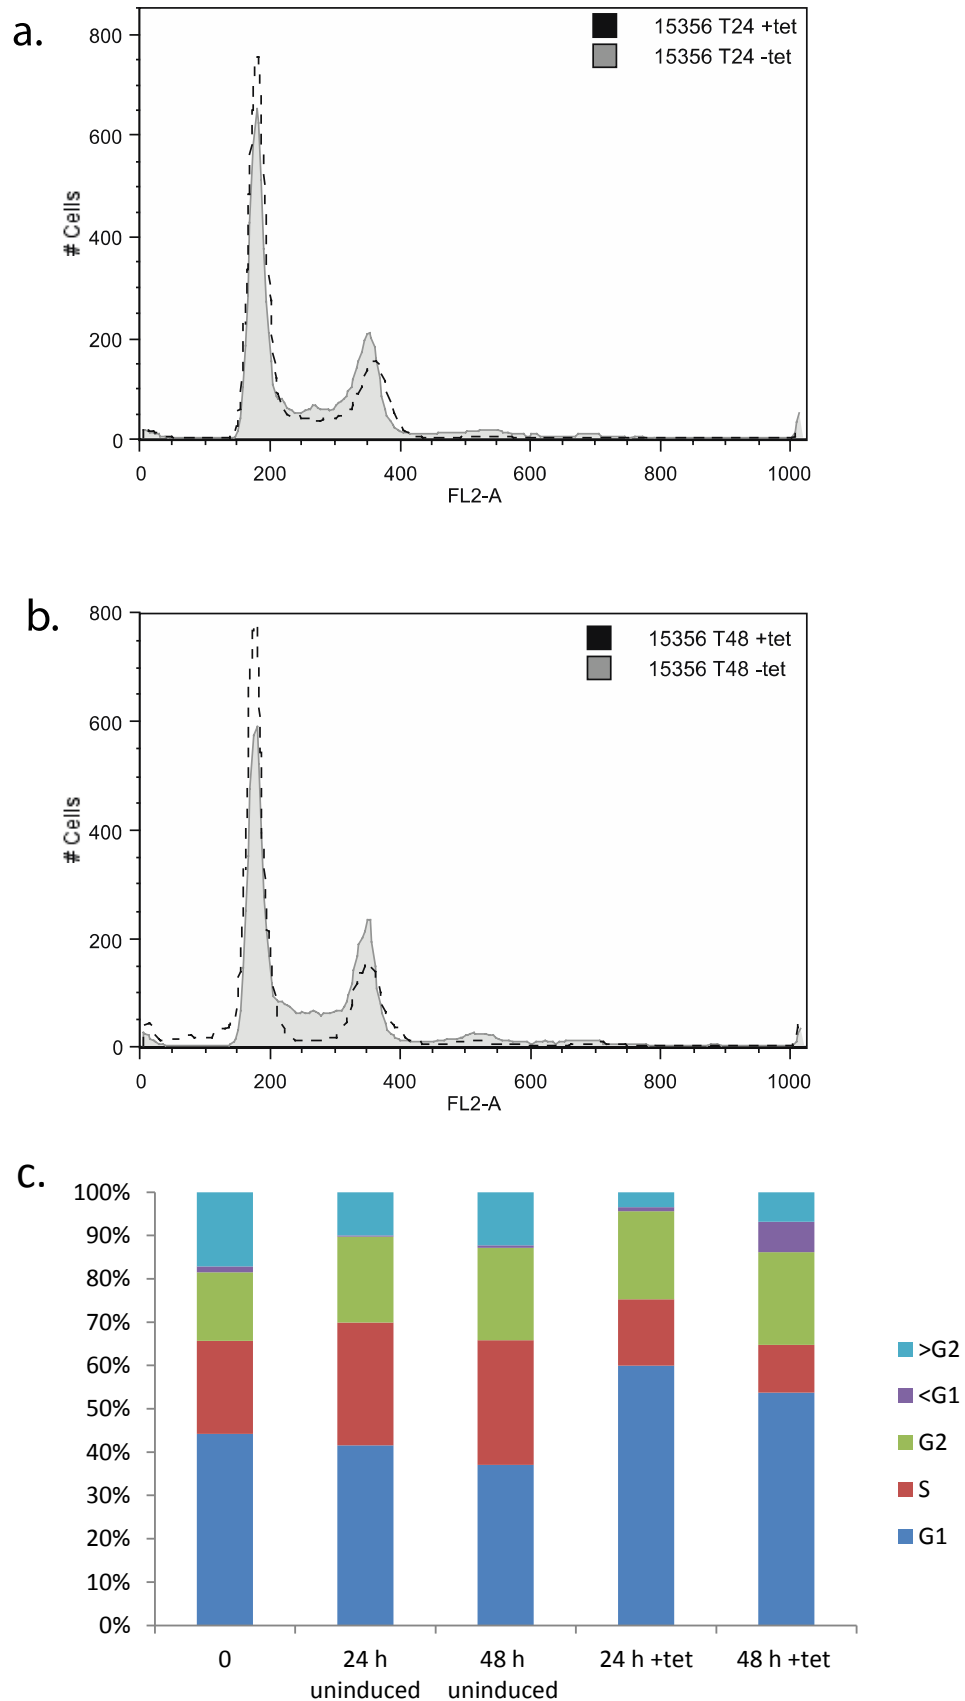 a.
15356 T24 +tet
15356 T24 -tet
800
600
400
200
0
# Cells
0 200 400 600 800 1000
FL2-A
b.
15356 T48 +tet
15356 T48 -tet
800
600
400
200
0
# Cells
0 200 400 600 800 1000
FL2-A
c.
100%
90%
80%
70%
60%
50%
40%
30%
20%
10%
0%
>G2
<G1
G2
S
G1
0 24 h 48 h 24 h +tet 48 h +tet
uninduced uninduced